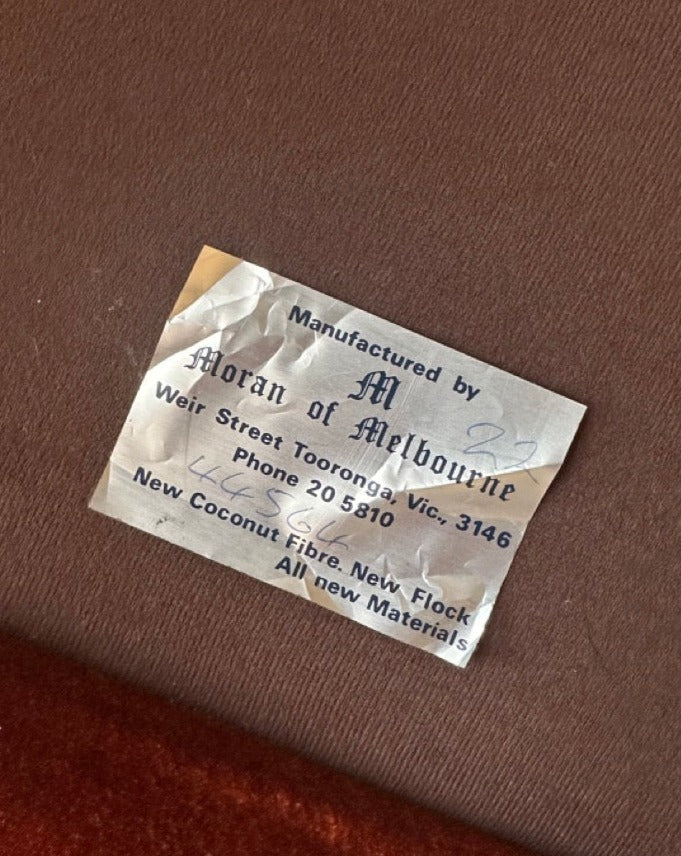 Manufactured by
M
Moran of Melbourne
22
Weir Street Tooronga, Vic., 3146
Phone 20 5810
44564
New Coconut Fibre. New Flock
All new Materials